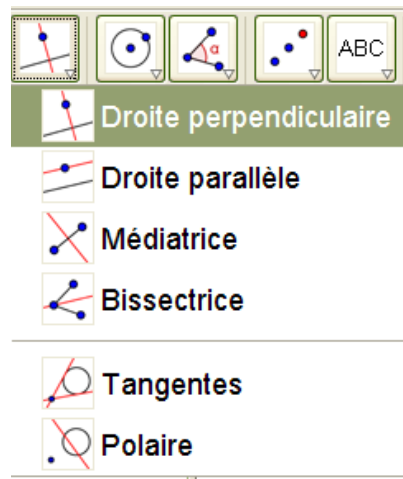 α ABC
Droite perpendiculaire
Droite parallèle
Médiatrice
Bissectrice
Tangentes
Polaire